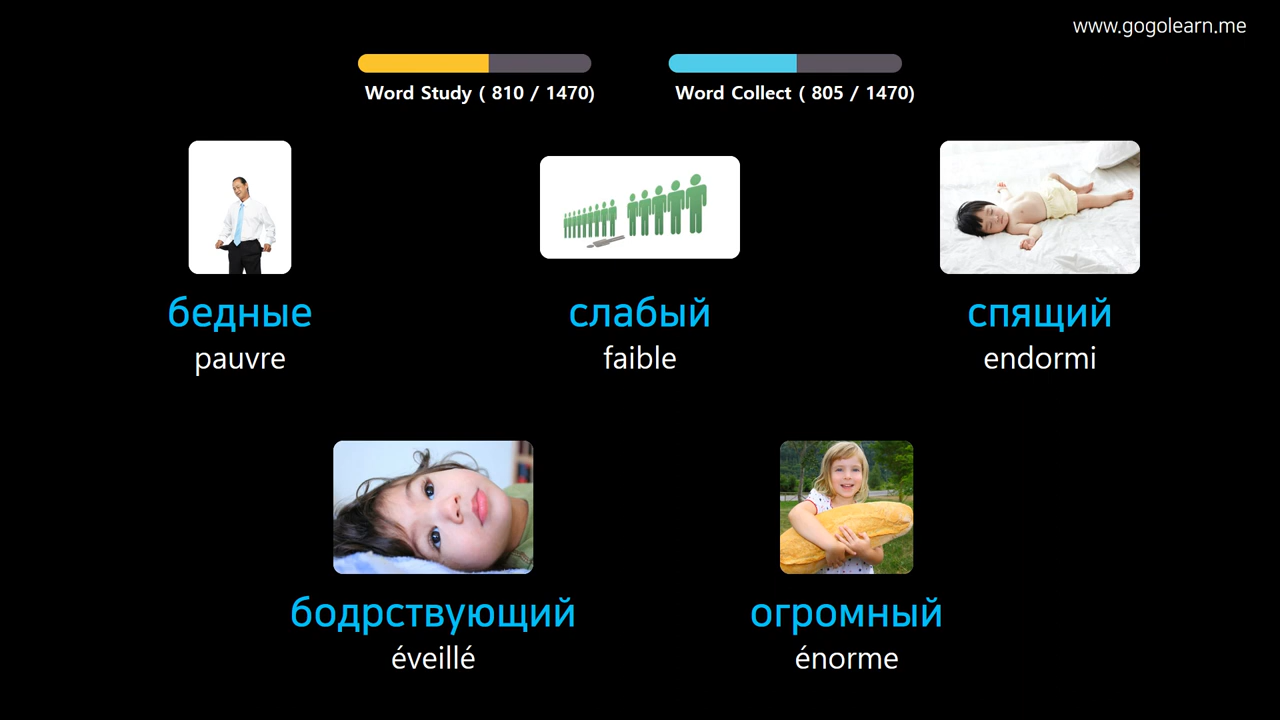 www.gogolearn.me
Word Study ( 810 / 1470)
Word Collect ( 805 / 1470)
бедные
pauvre
слабый
faible
спящий
endormi
бодрствующий
éveillé
огромный
énorme